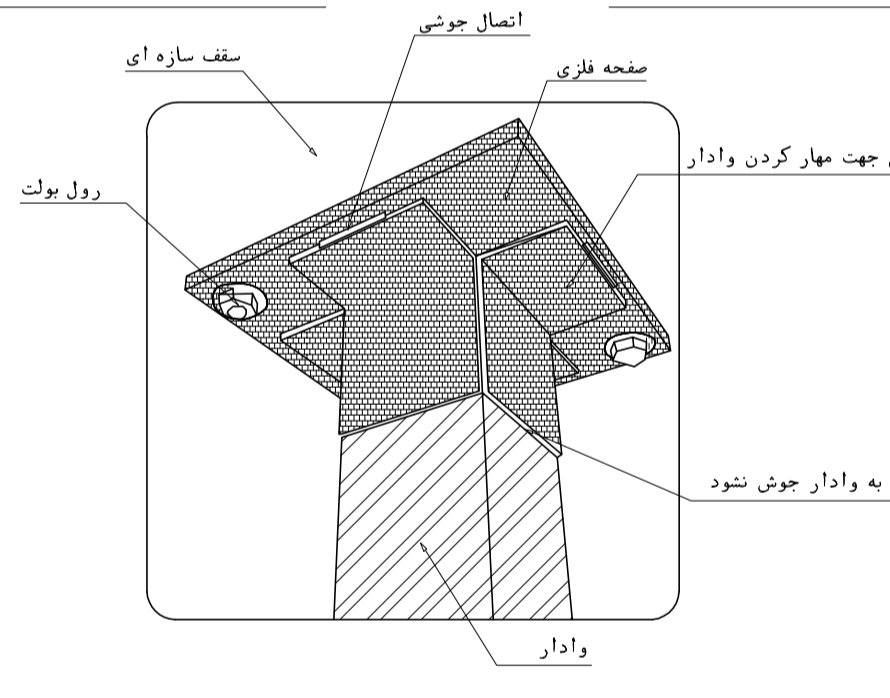 اتصال جوشی
سقف سازه ای
صفحه فلزی
جهت مهار کردن وادار
رول بولت
به وادار جوش نشود
وادار